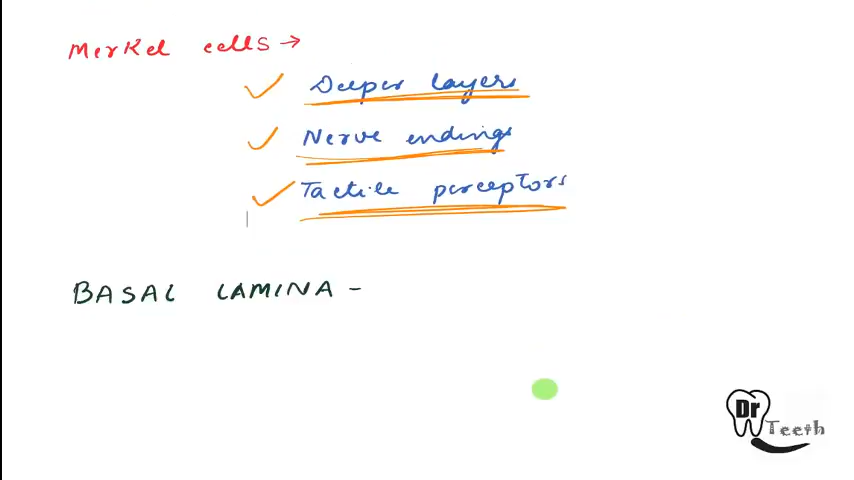 Merkel cells →
Deeper layers
Nerve endings
Tactile perceptors
BASAL LAMINA -
Dr
Teeth